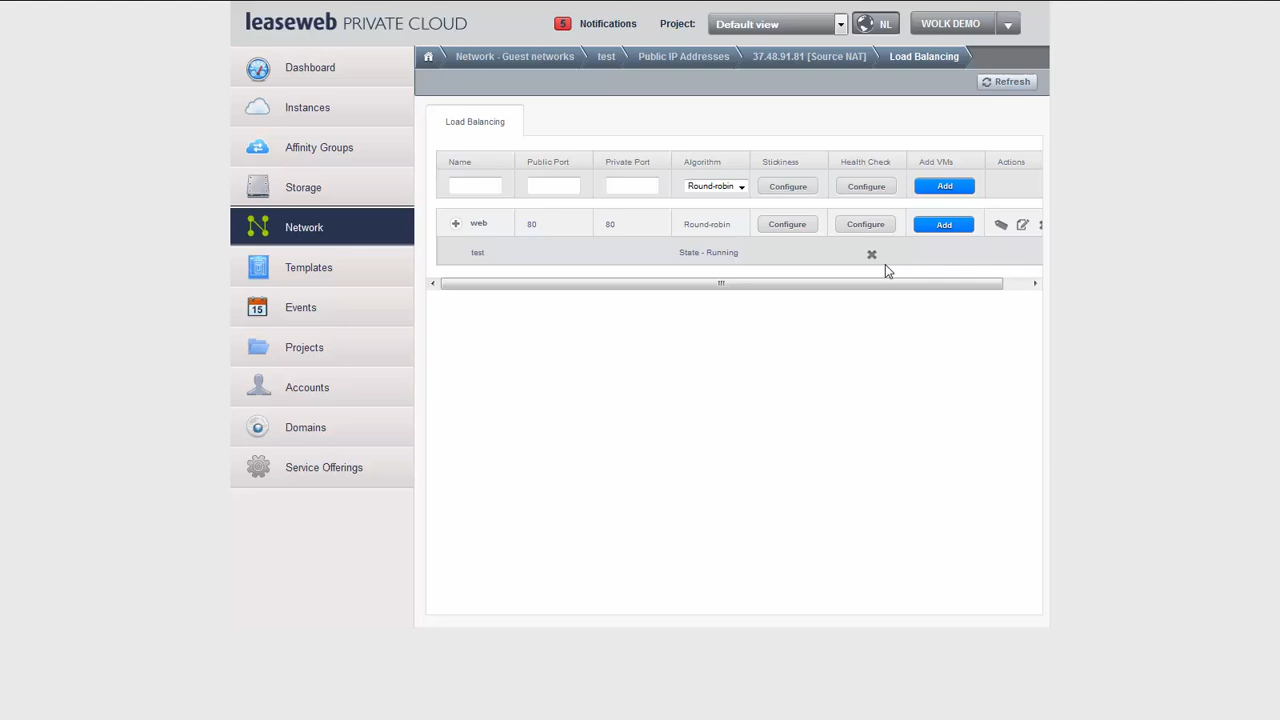 leaseweb PRIVATE CLOUD
5 Notifications Project: Default view NL WOLK DEMO
Network - Guest networks test Public IP Addresses 37.48.91.81 [Source NAT] Load Balancing
Refresh
Dashboard
Instances
Affinity Groups
Storage
Network
Templates
15 Events
Projects
Accounts
Domains
Service Offerings
Load Balancing
Name Public Port Private Port Algorithm Stickiness Health Check Add VMs Actions
Round-robin Configure Configure Add
web 80 80 Round-robin Configure Configure Add
test State - Running